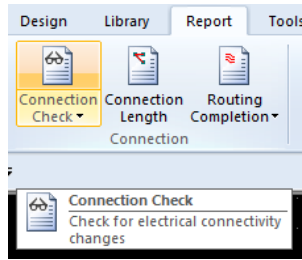 Design Library Report Tools
Connection Connection Routing
Check Length Completion
Connection
Connection Check
Check for electrical connectivity
changes